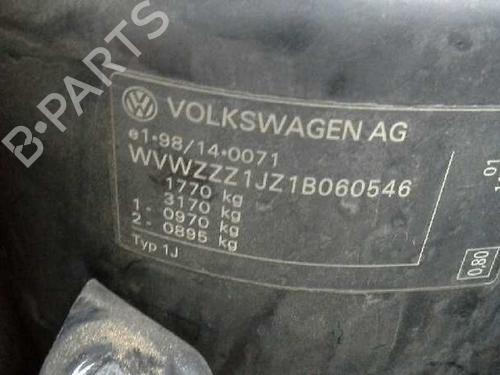 B-PARTS
VOLKSWAGEN AG
e1*98/14*0071
WVWZZZ1JZ1B060546
1770 kg
3170 kg
1 - 0970 kg
2 - 0895 kg
Typ 1J
0,80